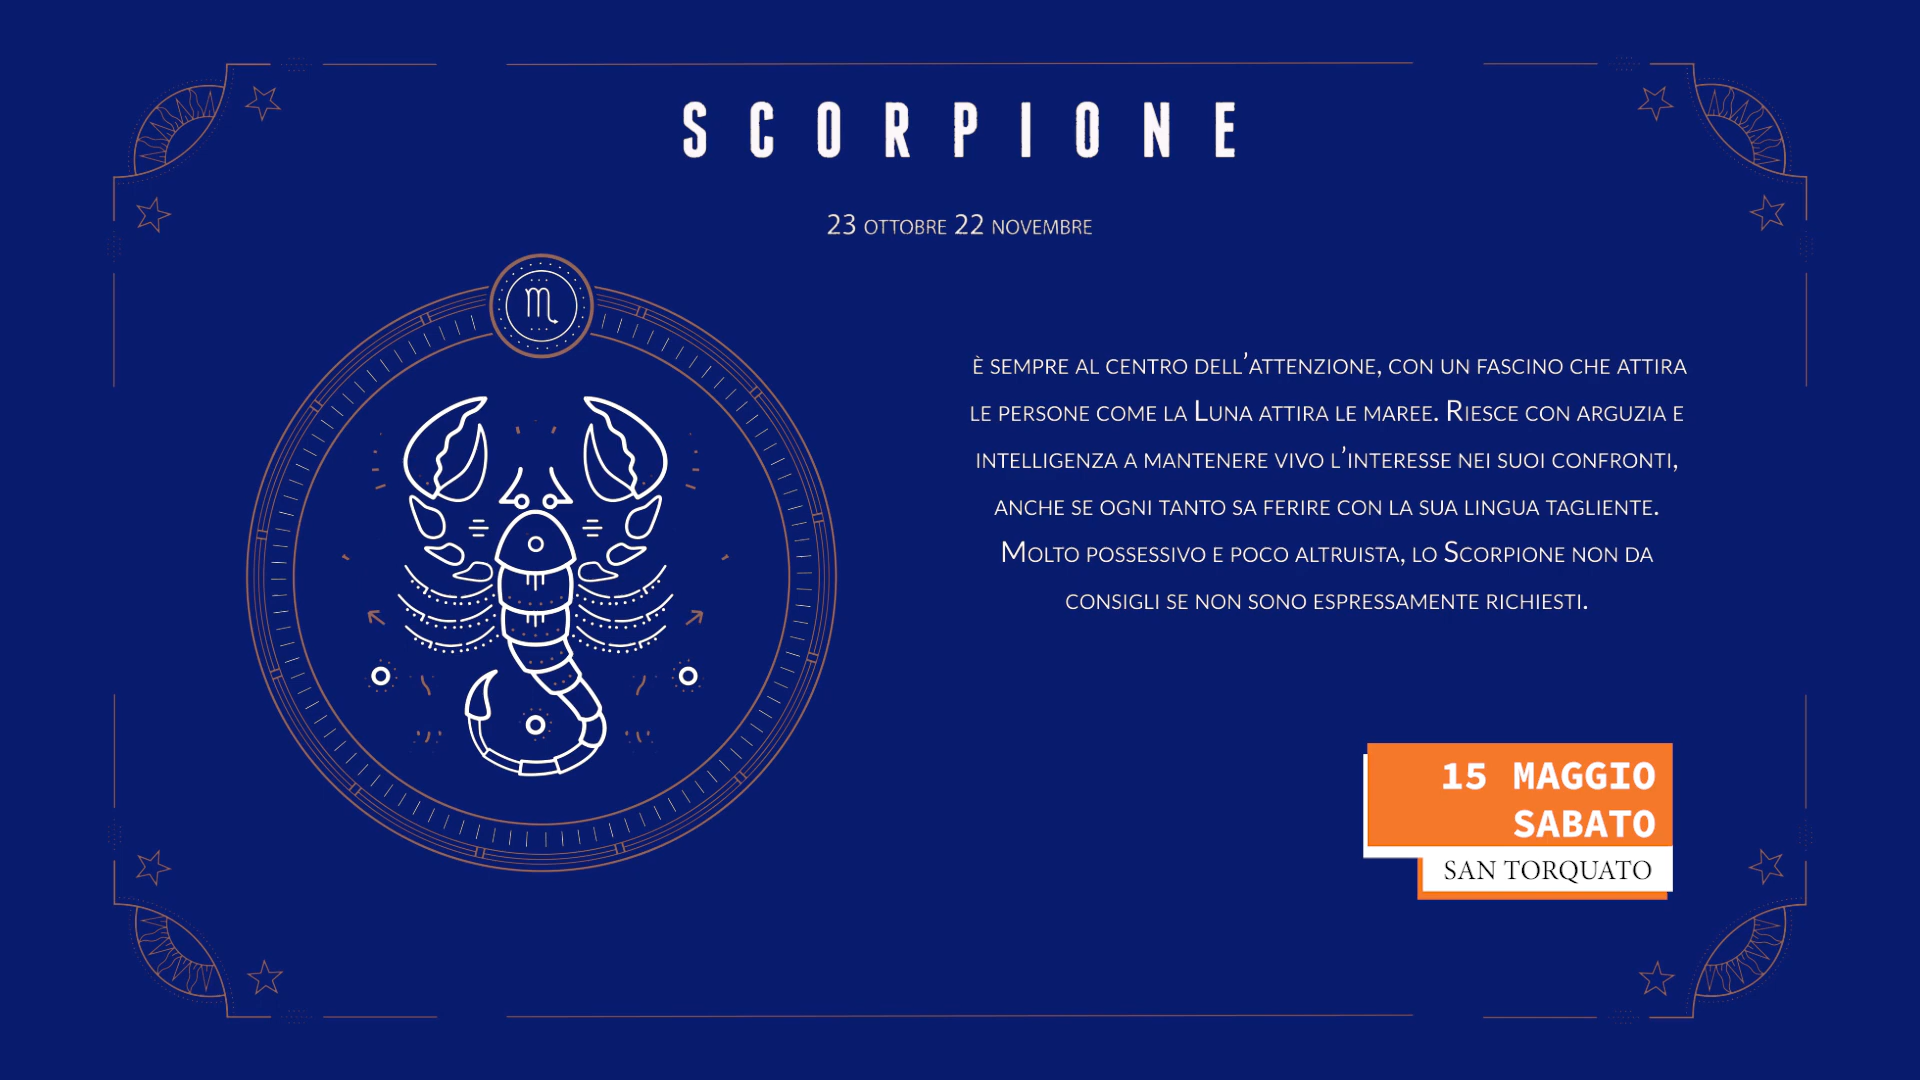 SCORPIONE
23 OTTOBRE 22 NOVEMBRE
È SEMPRE AL CENTRO DELL'ATTENZIONE, CON UN FASCINO CHE ATTIRA
LE PERSONE COME LA LUNA ATTIRA LE MAREE. RIESCE CON ARGUZIA E
INTELLIGENZA A MANTENERE VIVO L'INTERESSE NEI SUOI CONFRONTI,
ANCHE SE OGNI TANTO SA FERIRE CON LA SUA LINGUA TAGLIENTE.
MOLTO POSSESSIVO E POCO ALTRUISTA, LO SCORPIONE NON DA
CONSIGLI SE NON SONO ESPRESSAMENTE RICHIESTI.
15 MAGGIO
SABATO
SAN TORQUATO